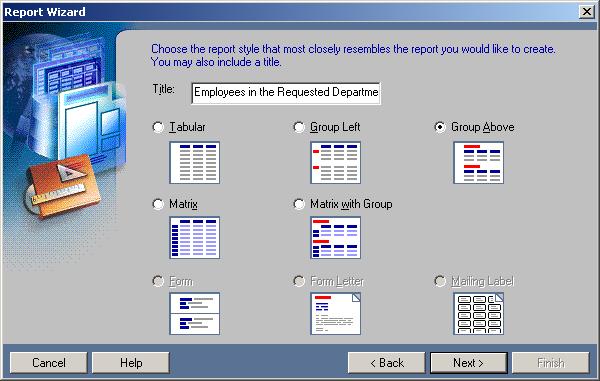 Report Wizard
Choose the report style that most closely resembles the report you would like to create.
You may also include a title.
Title: Employees in the Requested Departme
Tabular Group Left Group Above
Matrix Matrix with Group
Form Form Letter Mailing Label
Cancel Help < Back Next > Finish